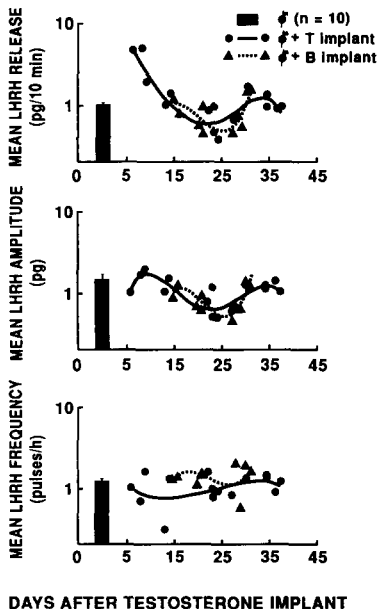 (n = 10)
+ T implant
+ B implant
MEAN LHRH RELEASE
(pg/10 min)
10
1
0 5 15 25 35 45
MEAN LHRH AMPLITUDE
(pg)
10
1
0 5 15 25 35 45
MEAN LHRH FREQUENCY
(pulses/h)
10
1
0 5 15 25 35 45
DAYS AFTER TESTOSTERONE IMPLANT